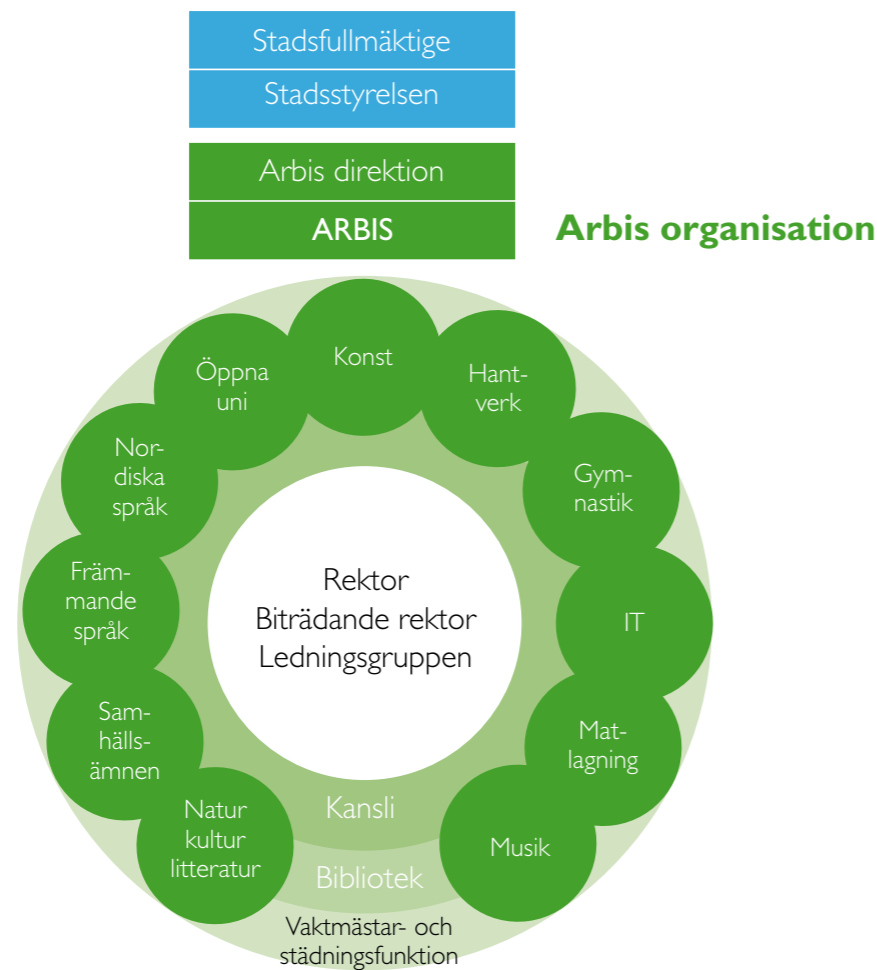 Stadsfullmäktige
Stadsstyrelsen
Arbis direktion
ARBIS
Arbis organisation
Konst
Öppna
uni
Hant-
verk
Nor-
diska
språk
Gym-
nastik
Främ-
mande
språk
Rektor
Biträdande rektor
Ledningsgruppen
IT
Sam-
hälls-
ämnen
Mat-
lagning
Natur
kultur
litteratur
Kansli
Musik
Bibliotek
Vaktmästar- och
städningsfunktion